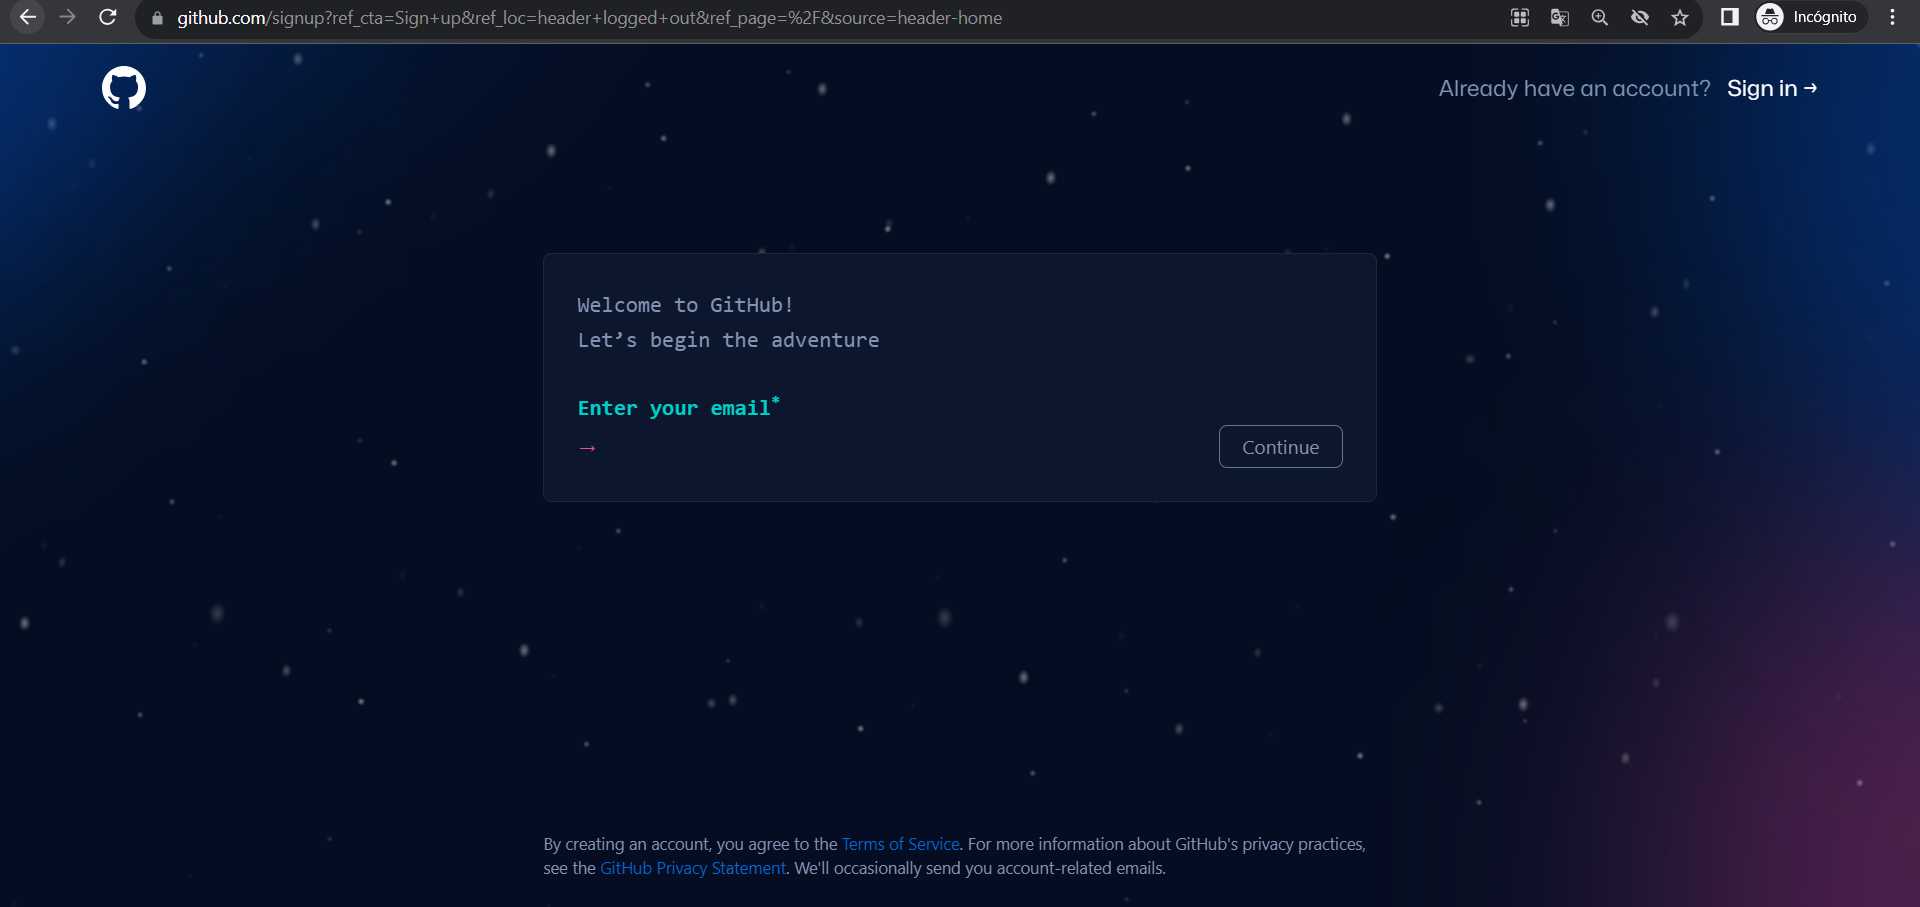 github.com/signup?ref_cta=Sign+up&ref_loc=header+logged+out&ref_page=%2F&source=header-home
Incógnito
Already have an account? Sign in →
Welcome to GitHub!
Let’s begin the adventure
Enter your email*
→
Continue
By creating an account, you agree to the Terms of Service. For more information about GitHub's privacy practices,
see the GitHub Privacy Statement. We'll occasionally send you account-related emails.